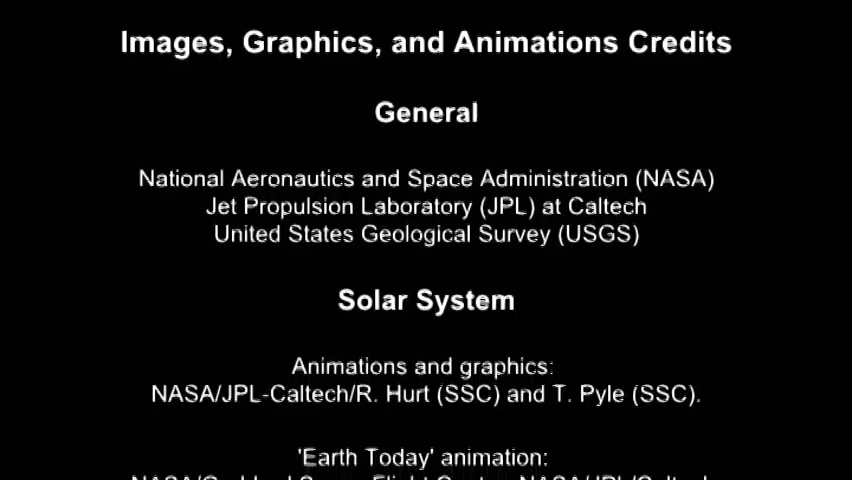 Images, Graphics, and Animations Credits
General
National Aeronautics and Space Administration (NASA)
Jet Propulsion Laboratory (JPL) at Caltech
United States Geological Survey (USGS)
Solar System
Animations and graphics:
NASA/JPL-Caltech/R. Hurt (SSC) and T. Pyle (SSC).
'Earth Today' animation: